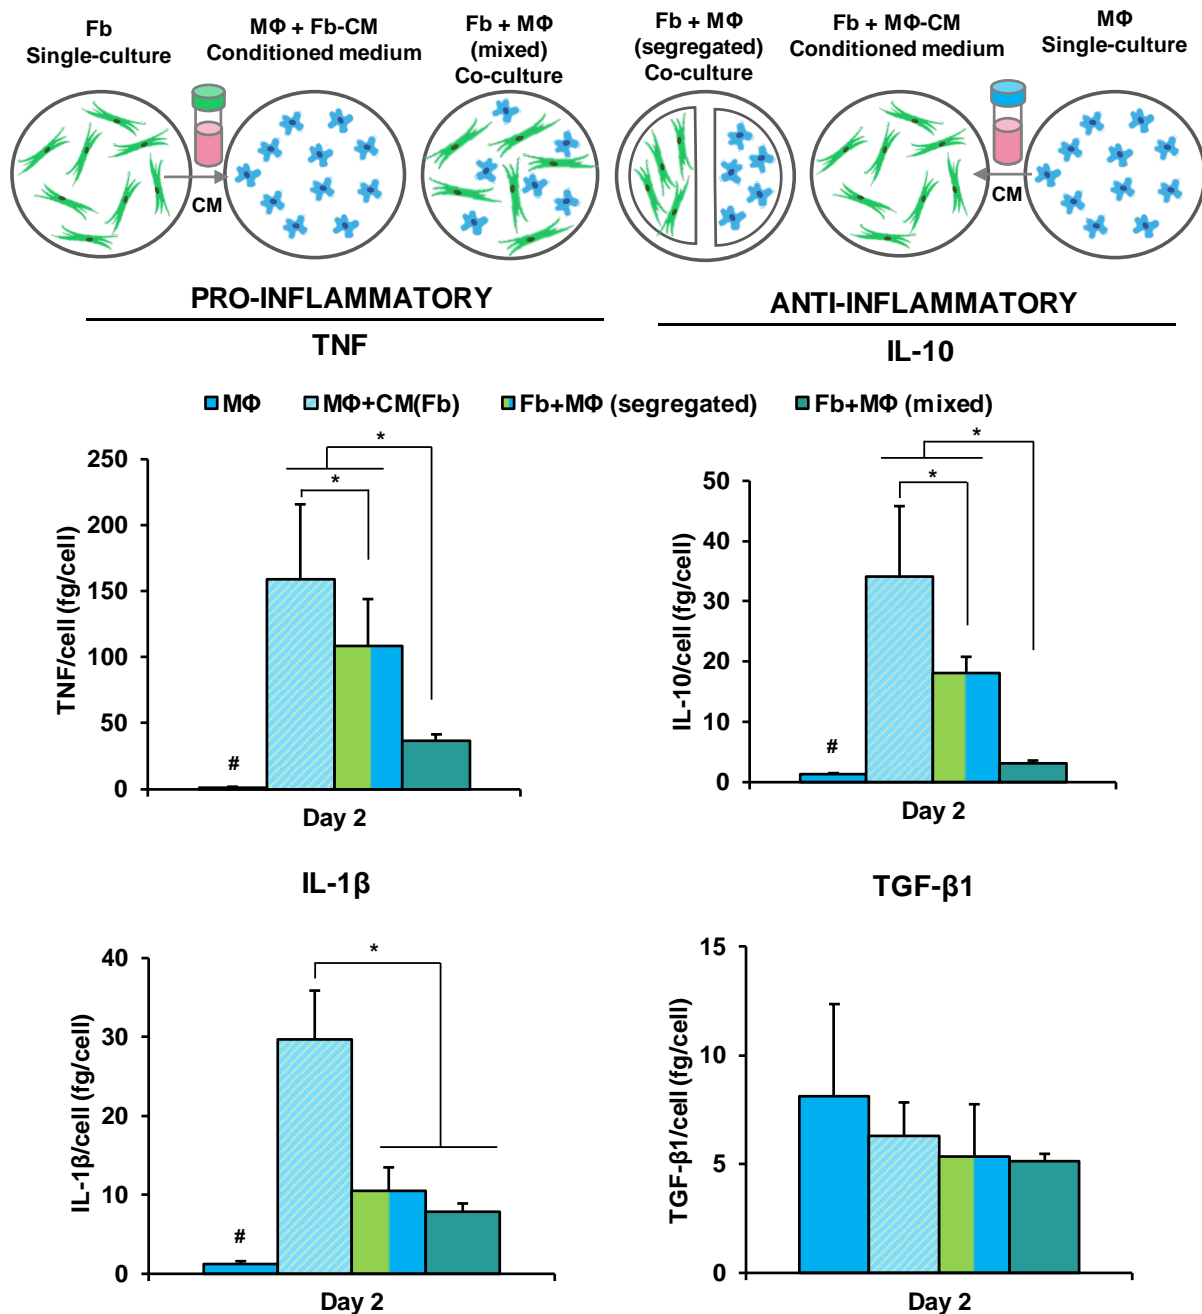 Fb
Single-culture
MΦ + Fb-CM
Conditioned medium
Fb + MΦ
(mixed)
Co-culture
Fb + MΦ
(segregated)
Co-culture
Fb + MΦ-CM
Conditioned medium
MΦ
Single-culture
CM
CM
PRO-INFLAMMATORY
ANTI-INFLAMMATORY
TNF
IL-10
MΦ MΦ+CM(Fb) Fb+MΦ (segregated) Fb+MΦ (mixed)
TNF/cell (fg/cell)
250
200
150
100
50
0
*
*
#
Day 2
IL-10/cell (fg/cell)
50
40
30
20
10
0
*
*
#
Day 2
IL-1β
IL-1β/cell (fg/cell)
40
30
20
10
0
*
#
Day 2
TGF-β1
TGF-β1/cell (fg/cell)
15
10
5
0
Day 2